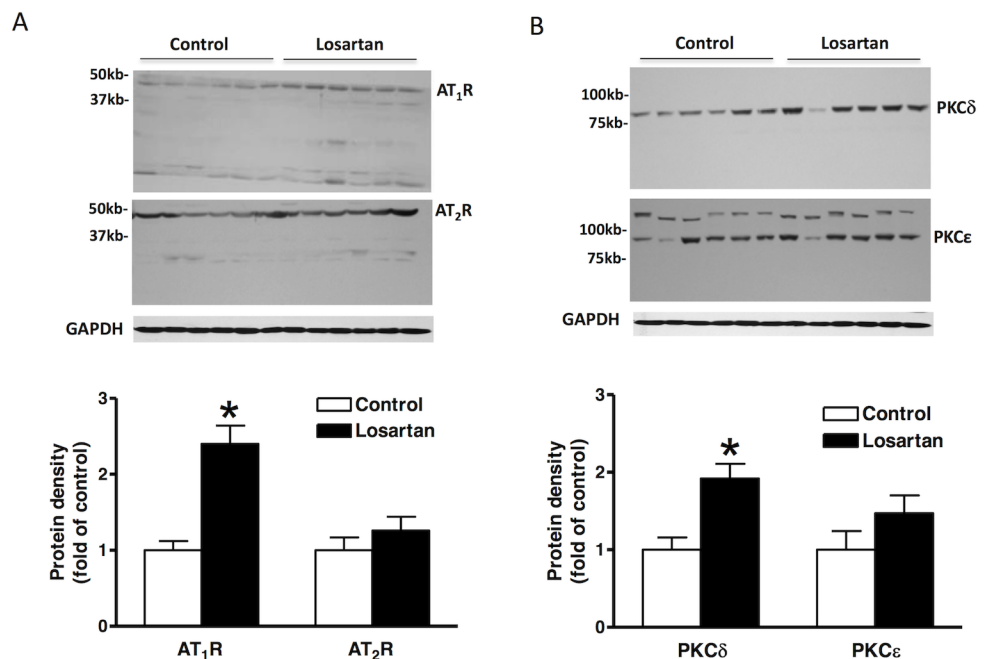 A
Control Losartan
50kb-
37kb-
AT₁R
50kb-
37kb-
AT₂R
GAPDH
Protein density
(fold of control)
3
2
1
0
*
Control
Losartan
AT₁R AT₂R
B
Control Losartan
100kb-
75kb-
PKCδ
100kb-
75kb-
PKCε
GAPDH
Protein density
(fold of control)
3
2
1
0
*
Control
Losartan
PKCδ PKCε